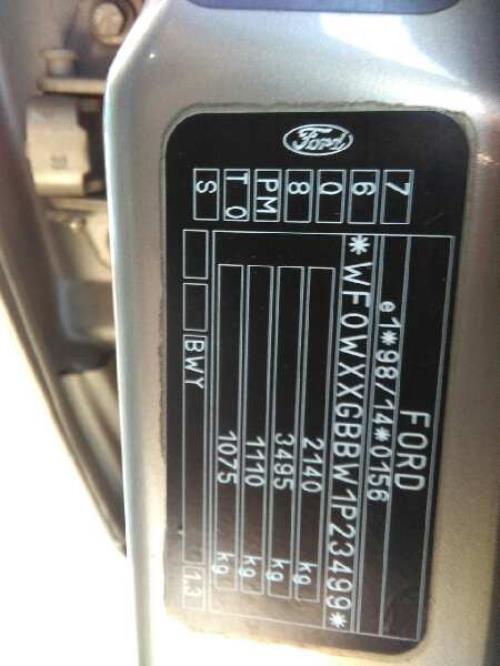 Ford
FORD
e1*98/14*0156
*WF0WXXGBBW1P23499*
2140 kg
3495 kg
1110 kg
1075 kg
7
6
0
8
PM
TO
S
BWY 1.3